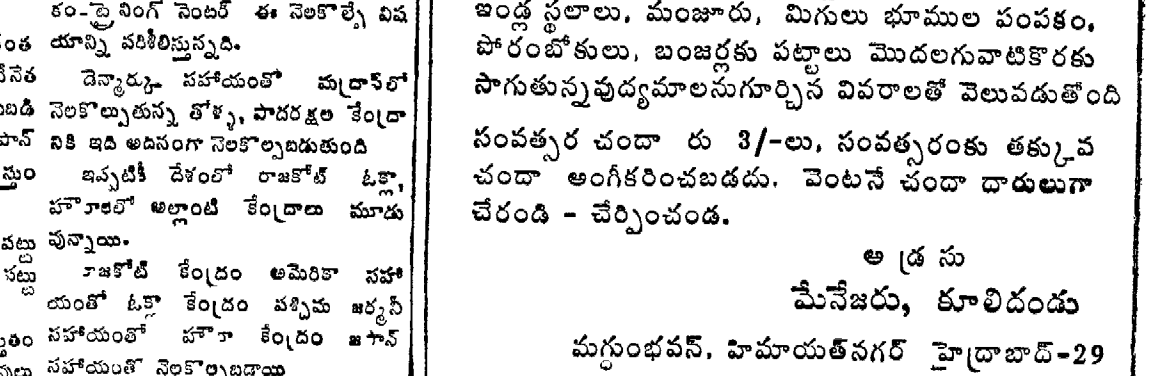 కం-ట్రైనింగ్ సెంటర్ ఈ నెలకొల్పే విష
యాన్ని పరిశీలిస్తున్నది.
డెన్మార్కు సహాయంతో మద్రాస్‌లో
నెలకొల్పుతున్న తోళ్ళ, పాదరక్షల కేంద్రా
నికి ఇది అదనంగా నెలకొల్పబడుతుంది
ఇప్పటికీ దేశంలో రాజకోట్ ఓక్లా,
హౌరాలలో అల్లాంటి కేంద్రాలు మూడు
వున్నాయి.
రాజకోట్ కేంద్రం అమెరికా సహా
యంతో ఓక్లా కేంద్రం పశ్చిమ జర్మనీ
సహాయంతో హౌరా కేంద్రం జపాన్
సహాయంతో నెలకొల్పబడ్డాయి
ఇండ్ల స్థలాలు, మంజూరు, మిగులు భూముల పంపకం,
పోరంబోకులు, బంజర్లకు పట్టాలు మొదలగువాటికొరకు
సాగుతున్నవుద్యమాలనుగూర్చిన వివరాలతో వెలువడుతోంది
సంవత్సర చందా రు 3/-లు, సంవత్సరంకు తక్కువ
చందా అంగీకరించబడదు. వెంటనే చందా దారులుగా
చేరండి - చేర్పించండ.
అ డ్ర సు
మేనేజరు, కూలిదండు
మగ్దుంభవన్, హిమాయత్‌నగర్ హైద్రాబాద్-29